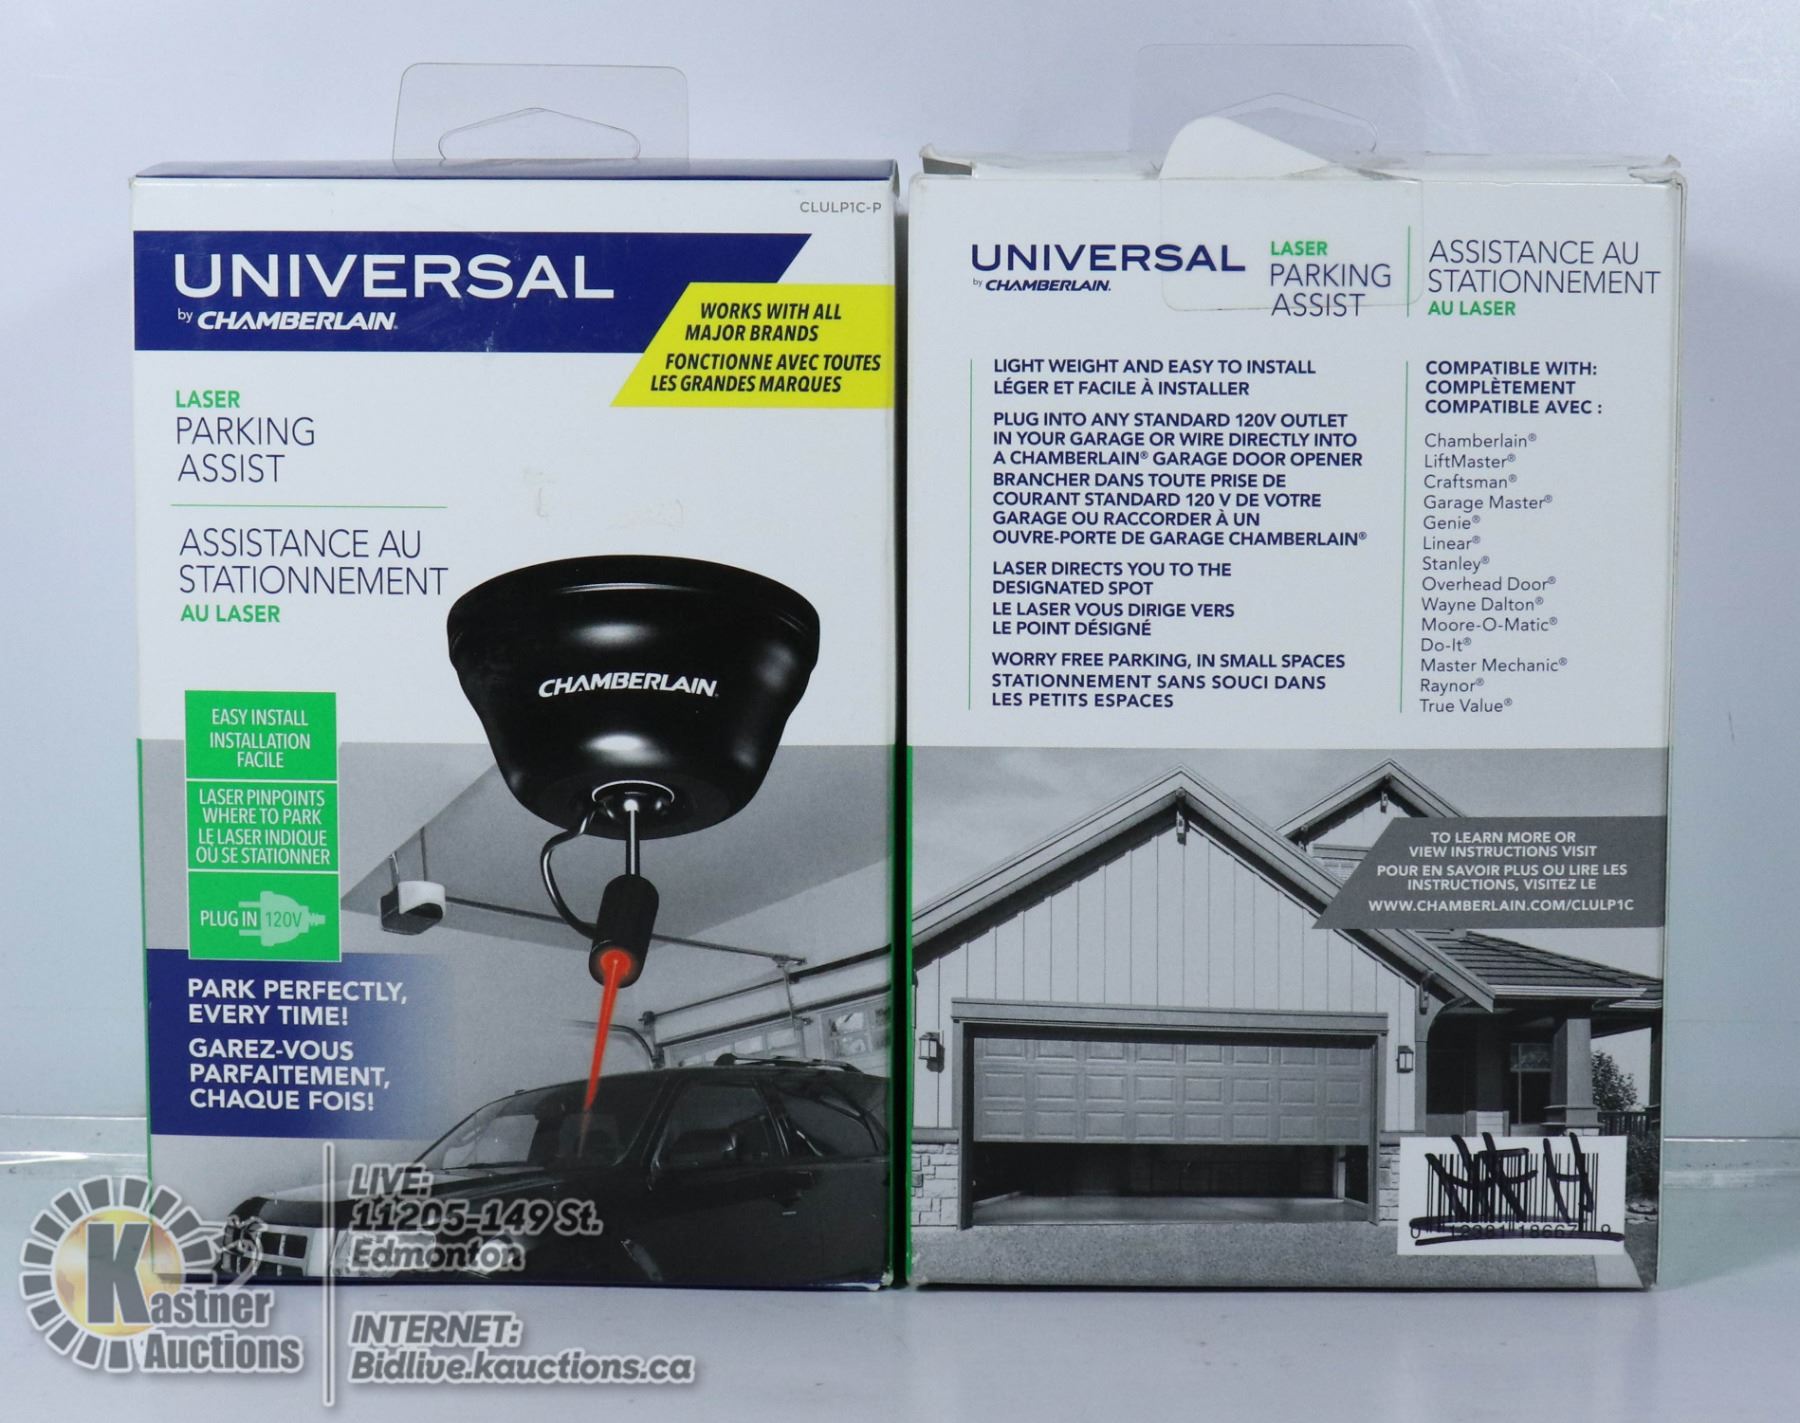 CLULP1C-P
UNIVERSAL
by CHAMBERLAIN
WORKS WITH ALL
MAJOR BRANDS
FONCTIONNE AVEC TOUTES
LES GRANDES MARQUES
LASER
PARKING
ASSIST
ASSISTANCE AU
STATIONNEMENT
AU LASER
CHAMBERLAIN
EASY INSTALL
INSTALLATION
FACILE
LASER PINPOINTS
WHERE TO PARK
LE LASER INDIQUE
OÙ SE STATIONNER
PLUG IN 120V
PARK PERFECTLY,
EVERY TIME!
GAREZ-VOUS
PARFAITEMENT,
CHAQUE FOIS!
UNIVERSAL
by CHAMBERLAIN.
LASER
PARKING
ASSIST
ASSISTANCE AU
STATIONNEMENT
AU LASER
LIGHT WEIGHT AND EASY TO INSTALL
LÉGER ET FACILE À INSTALLER
PLUG INTO ANY STANDARD 120V OUTLET
IN YOUR GARAGE OR WIRE DIRECTLY INTO
A CHAMBERLAIN® GARAGE DOOR OPENER
BRANCHER DANS TOUTE PRISE DE
COURANT STANDARD 120 V DE VOTRE
GARAGE OU RACCORDER À UN
OUVRE-PORTE DE GARAGE CHAMBERLAIN®
LASER DIRECTS YOU TO THE
DESIGNATED SPOT
LE LASER VOUS DIRIGE VERS
LE POINT DÉSIGNÉ
WORRY FREE PARKING, IN SMALL SPACES
STATIONNEMENT SANS SOUCI DANS
LES PETITS ESPACES
COMPATIBLE WITH:
COMPLÈTEMENT
COMPATIBLE AVEC :
Chamberlain®
LiftMaster®
Craftsman®
Garage Master®
Genie®
Linear®
Stanley®
Overhead Door®
Wayne Dalton®
Moore-O-Matic®
Do-It®
Master Mechanic®
Raynor®
True Value®
TO LEARN MORE OR
VIEW INSTRUCTIONS VISIT
POUR EN SAVOIR PLUS OU LIRE LES
INSTRUCTIONS, VISITEZ LE
WWW.CHAMBERLAIN.COM/CLULP1C
Kastner
Auctions
LIVE:
11205-149 St.
Edmonton
INTERNET:
Bidlive.kauctions.ca